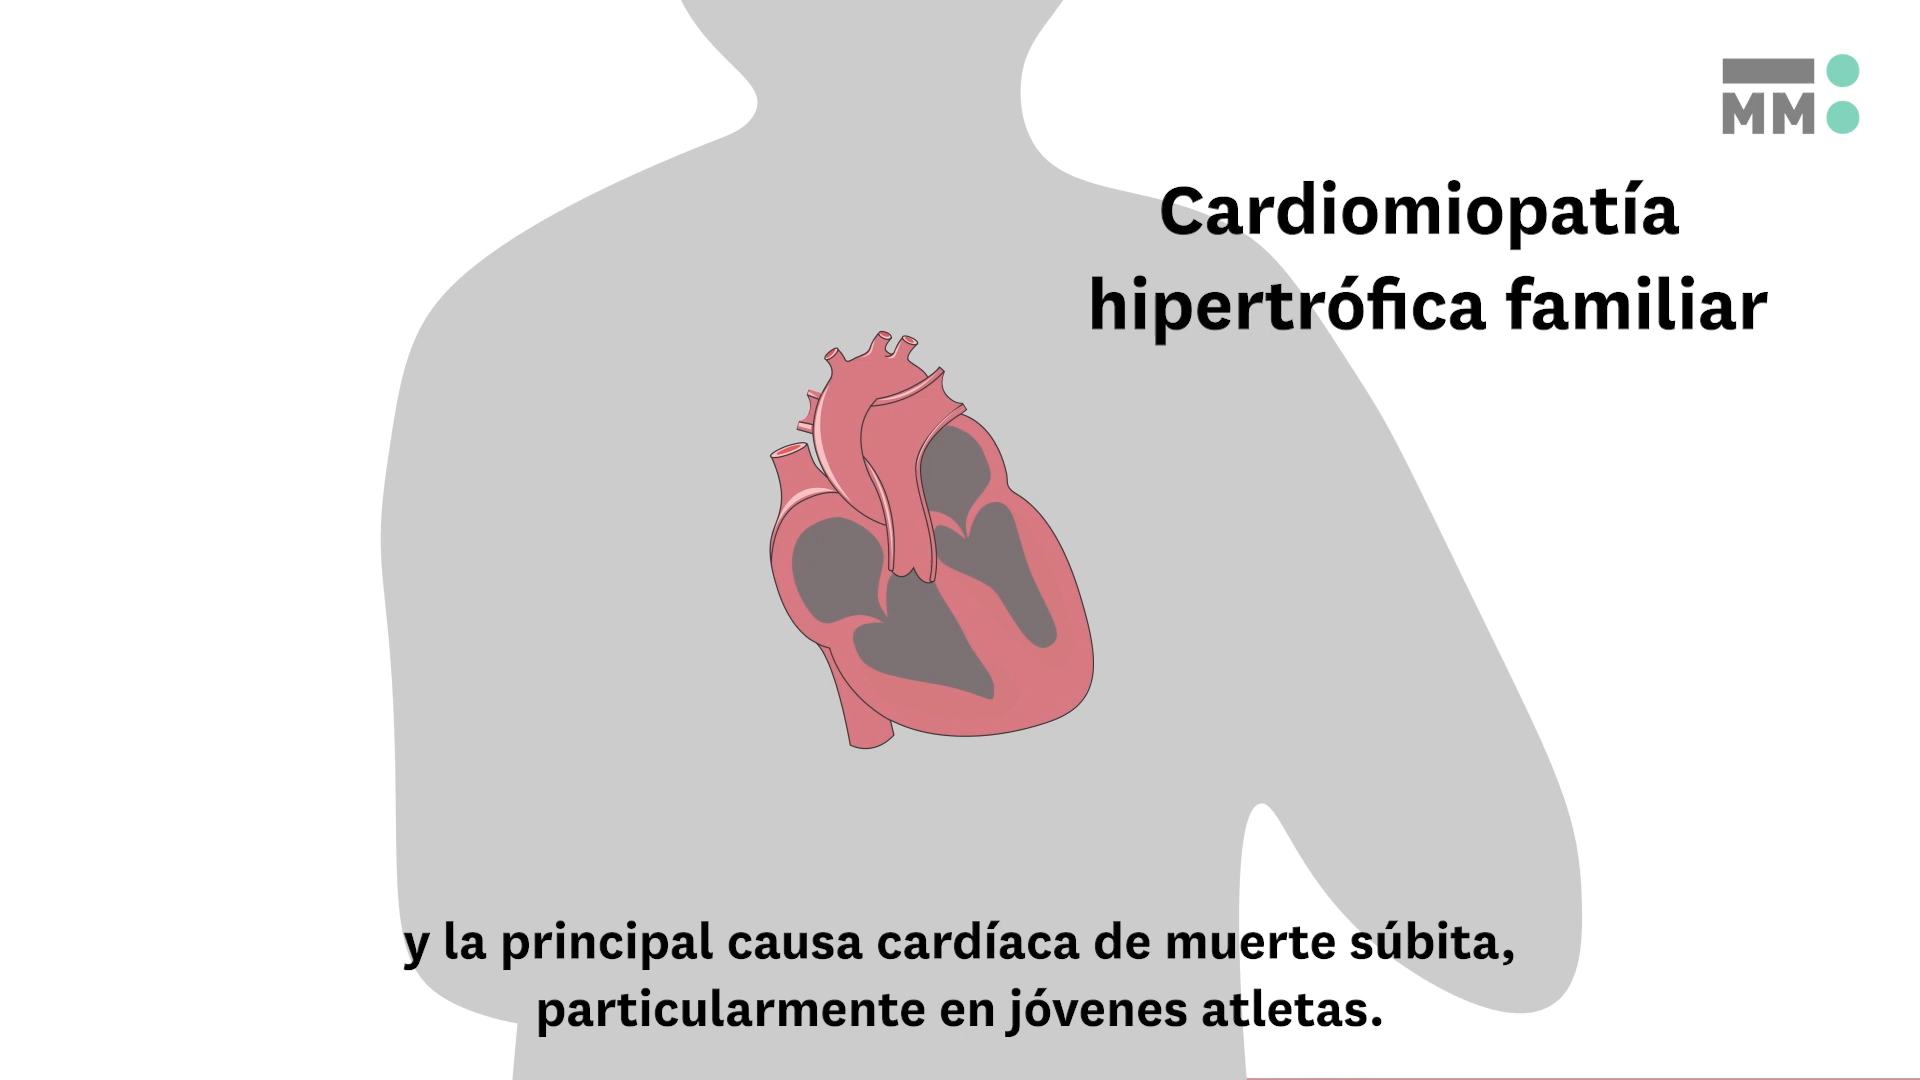 MM
Cardiomiopatía
hipertrófica familiar
y la principal causa cardíaca de muerte súbita,
particularmente en jóvenes atletas.